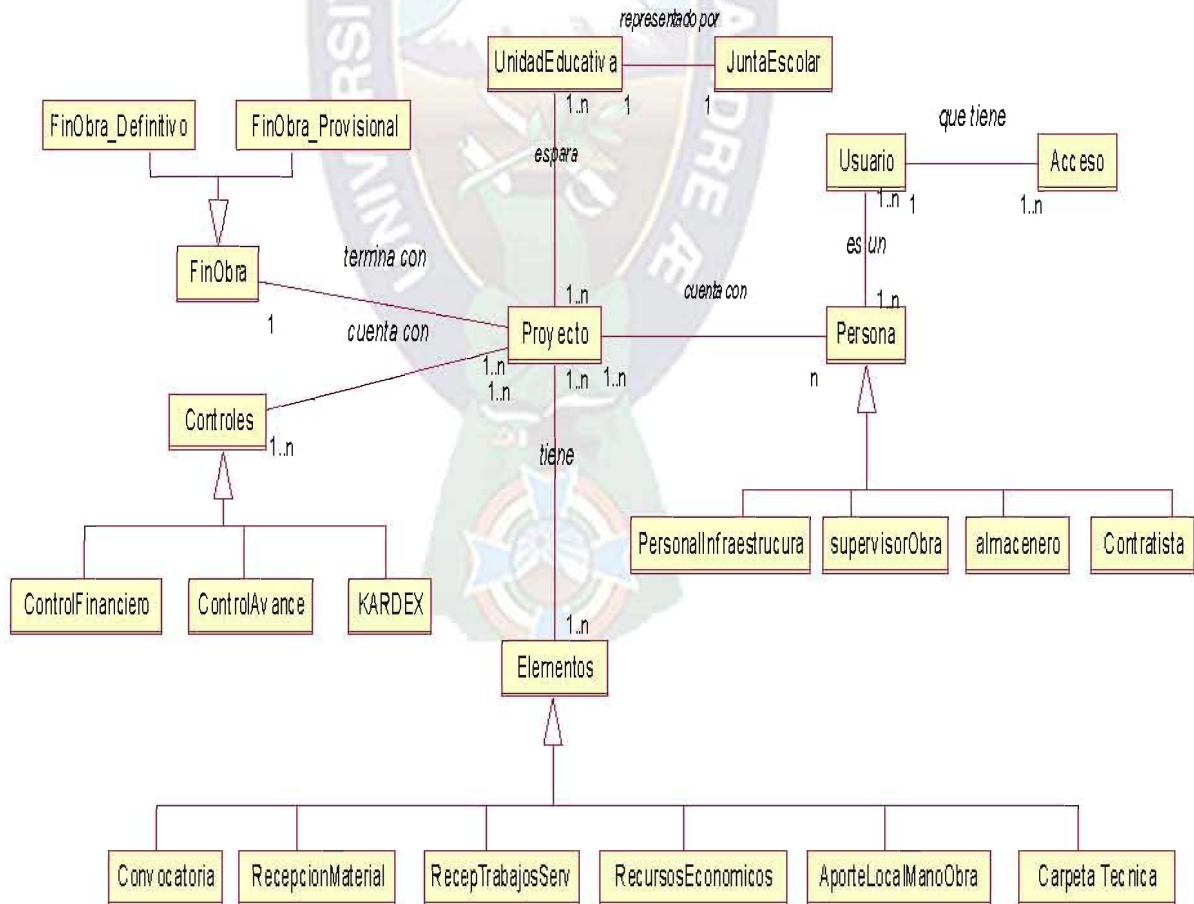 representado por
UnidadEducativa
JuntaEscolar
1..n
1
1
FinObra_Definitivo
FinObra_Provisional
espara
que tiene
Usuario
Acceso
1..n
1
1..n
es un
termina con
FinObra
1
cuenta con
1..n
cuenta con
1..n
Proyecto
Persona
1..n
1..n
1..n
1..n
n
Controles
1..n
tiene
PersonalInfraestrucura
supervisorObra
almacenero
Contratista
ControlFinanciero
ControlAvance
KARDEX
1..n
Elementos
Convocatoria
RecepcionMaterial
RecepTrabajosServ
RecursosEconomicos
AporteLocalManoObra
Carpeta Tecnica